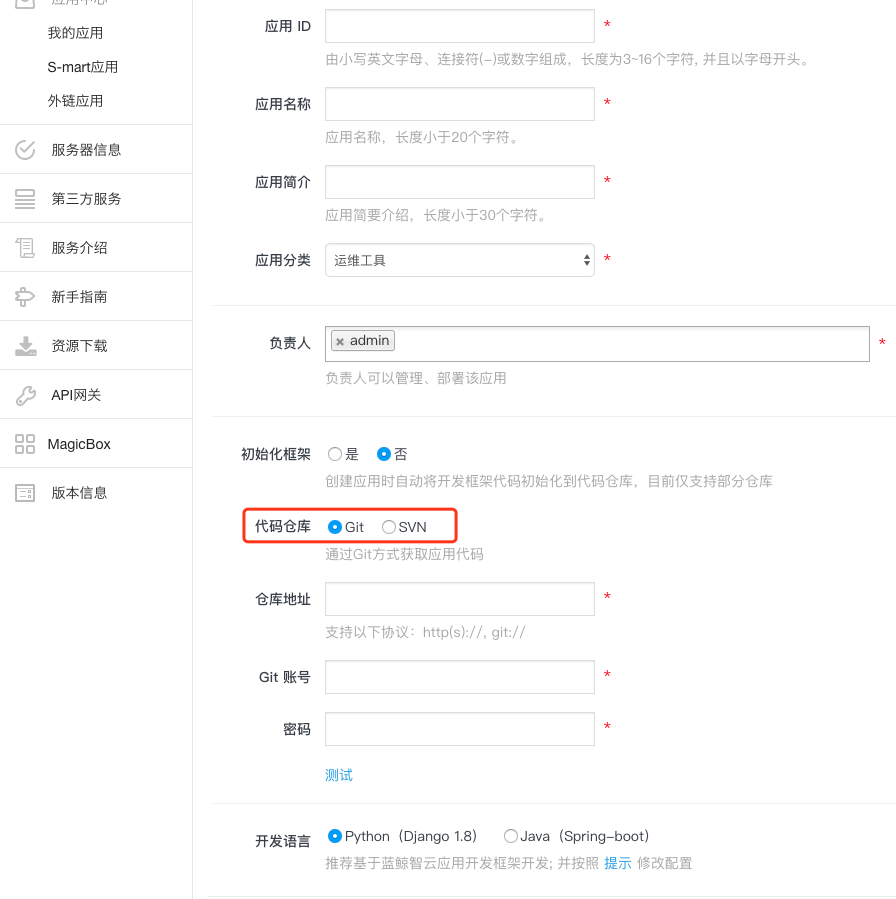 应用中心
我的应用
S-mart应用
外链应用
服务器信息
第三方服务
服务介绍
新手指南
资源下载
API网关
MagicBox
版本信息
应用 ID *
由小写英文字母、连接符(-)或数字组成，长度为3~16个字符, 并且以字母开头。
应用名称 *
应用名称，长度小于20个字符。
应用简介 *
应用简要介绍，长度小于30个字符。
应用分类 运维工具 *
负责人 × admin *
负责人可以管理、部署该应用
初始化框架 是 否
创建应用时自动将开发框架代码初始化到代码仓库，目前仅支持部分仓库
代码仓库 Git SVN
通过Git方式获取应用代码
仓库地址 *
支持以下协议：http(s)://, git://
Git 账号 *
密码 *
测试
开发语言 Python（Django 1.8） Java（Spring-boot）
推荐基于蓝鲸智云应用开发框架开发; 并按照 提示 修改配置